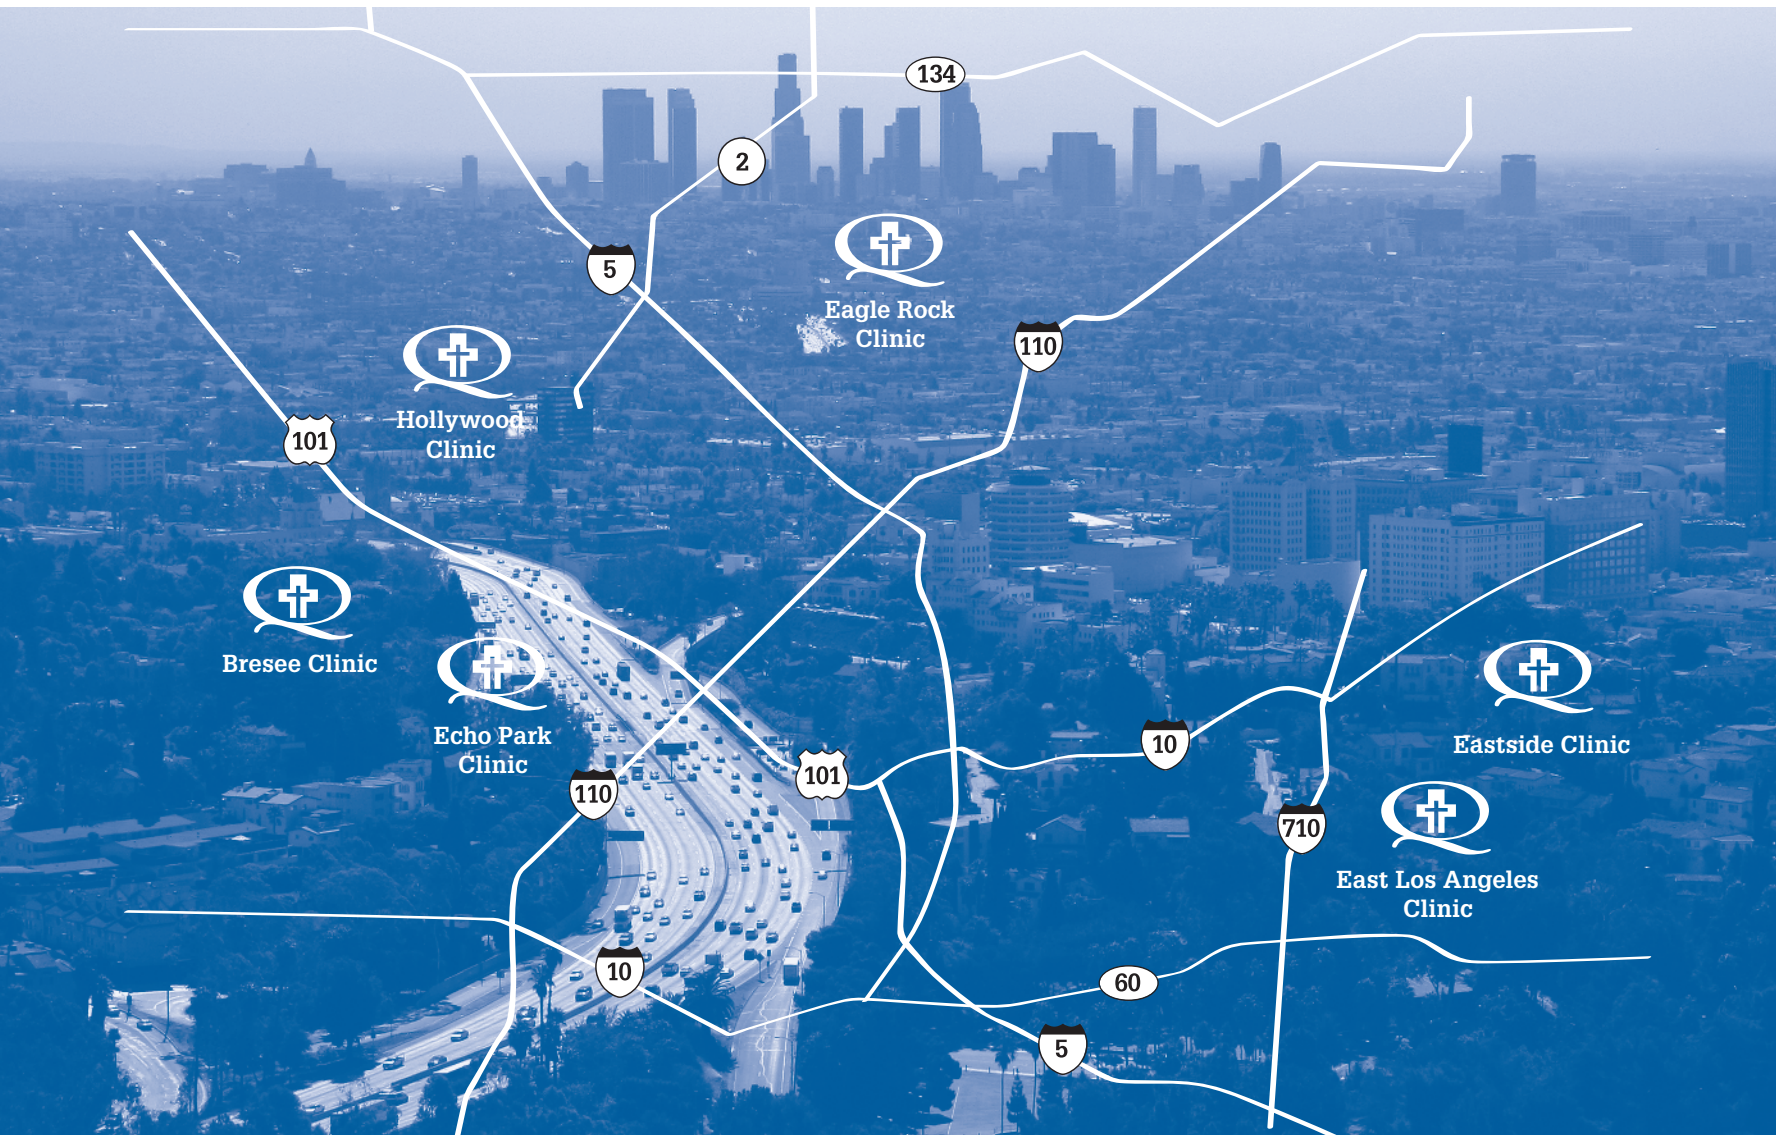 134
2
5
Eagle Rock
Clinic
110
Hollywood
Clinic
101
Bresee Clinic
Echo Park
Clinic
Eastside Clinic
10
101
110
710
East Los Angeles
Clinic
10
60
5